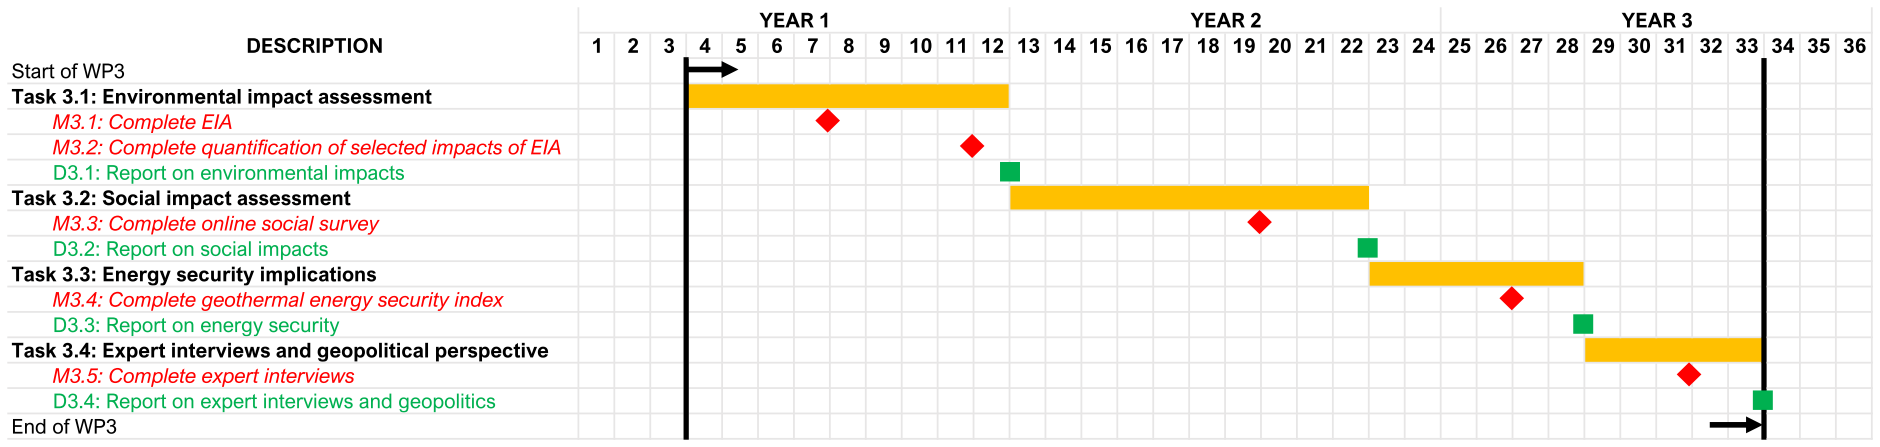 YEAR 1 YEAR 2 YEAR 3
DESCRIPTION 1 2 3 4 5 6 7 8 9 10 11 12 13 14 15 16 17 18 19 20 21 22 23 24 25 26 27 28 29 30 31 32 33 34 35 36
Start of WP3
Task 3.1: Environmental impact assessment
M3.1: Complete EIA
M3.2: Complete quantification of selected impacts of EIA
D3.1: Report on environmental impacts
Task 3.2: Social impact assessment
M3.3: Complete online social survey
D3.2: Report on social impacts
Task 3.3: Energy security implications
M3.4: Complete geothermal energy security index
D3.3: Report on energy security
Task 3.4: Expert interviews and geopolitical perspective
M3.5: Complete expert interviews
D3.4: Report on expert interviews and geopolitics
End of WP3